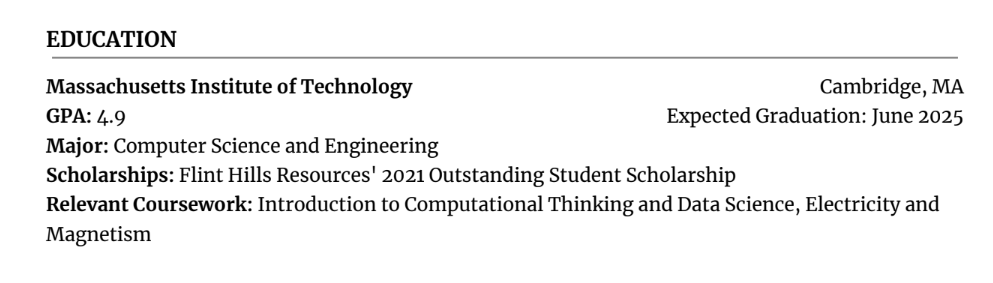 EDUCATION
Massachusetts Institute of Technology Cambridge, MA
GPA: 4.9 Expected Graduation: June 2025
Major: Computer Science and Engineering
Scholarships: Flint Hills Resources' 2021 Outstanding Student Scholarship
Relevant Coursework: Introduction to Computational Thinking and Data Science, Electricity and
Magnetism